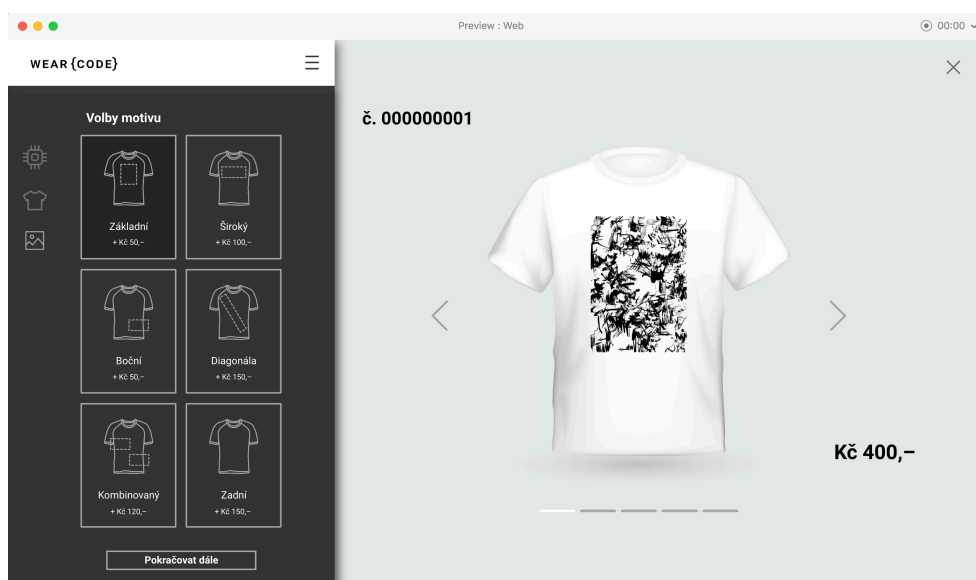 Preview : Web
00:00
WEAR {CODE}
Volby motivu
Základní
+ Kč 50,–
Široký
+ Kč 100,–
Boční
+ Kč 50,–
Diagonála
+ Kč 150,–
Kombinovaný
+ Kč 120,–
Zadní
+ Kč 150,–
Pokračovat dále
č. 000000001
Kč 400,–